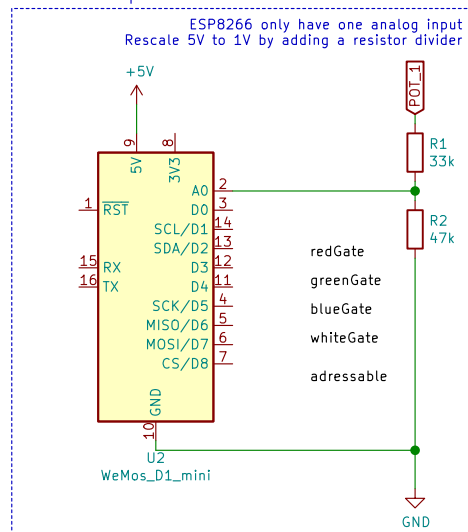 ESP8266 only have one analog input
Rescale 5V to 1V by adding a resistor divider
+5V
POT_1
9
8
5V
3V3
R1
33k
A0
2
1
RST
D0
3
R2
47k
SCL/D1
14
SDA/D2
13
redGate
15
RX
D3
12
16
TX
D4
11
greenGate
SCK/D5
4
blueGate
MISO/D6
5
MOSI/D7
6
whiteGate
CS/D8
7
adressable
GND
10
U2
WeMos_D1_mini
GND